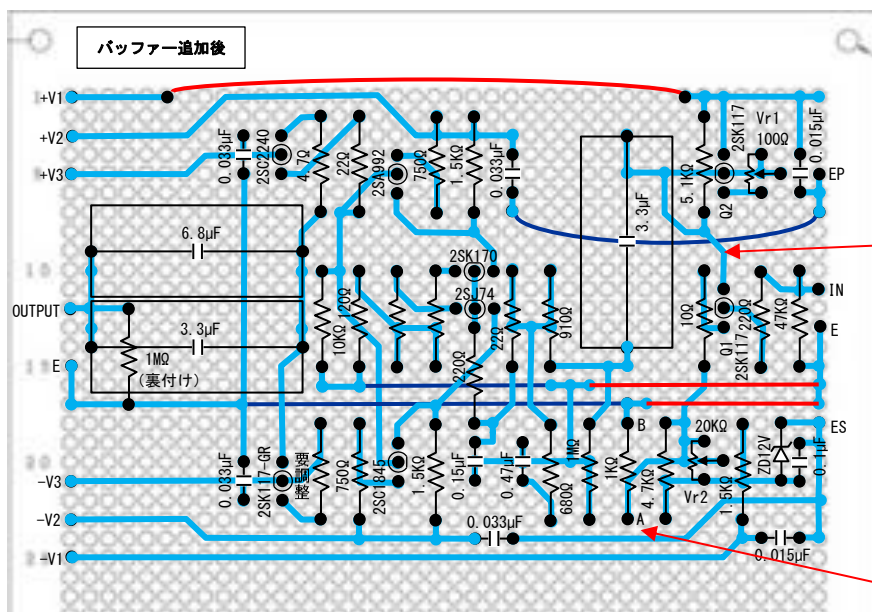 バッファー追加後
+V1
+V2
+V3
0.033μF
2SC2240
4.7Ω
22Ω
2SA992
750Ω
1.5KΩ
0.033μF
3.3μF
5.1KΩ
2SK117
Q2
Vr1
100Ω
0.015μF
EP
6.8μF
10
OUTPUT
3.3μF
1MΩ
(裏付け)
E
10KΩ
120Ω
2SK170
2SJ74
220Ω
22Ω
910Ω
10Ω
Q1
2SK117
220Ω
47KΩ
IN
E
B
A
0.033μF
2SK117-GR
要調整
750Ω
2SC1845
1.5KΩ
0.15μF
0.47μF
680Ω
1MΩ
1KΩ
4.7KΩ
20KΩ
Vr2
1.5KΩ
ZD12V
0.1μF
ES
-V3
-V2
-V1
0.033μF
0.015μF